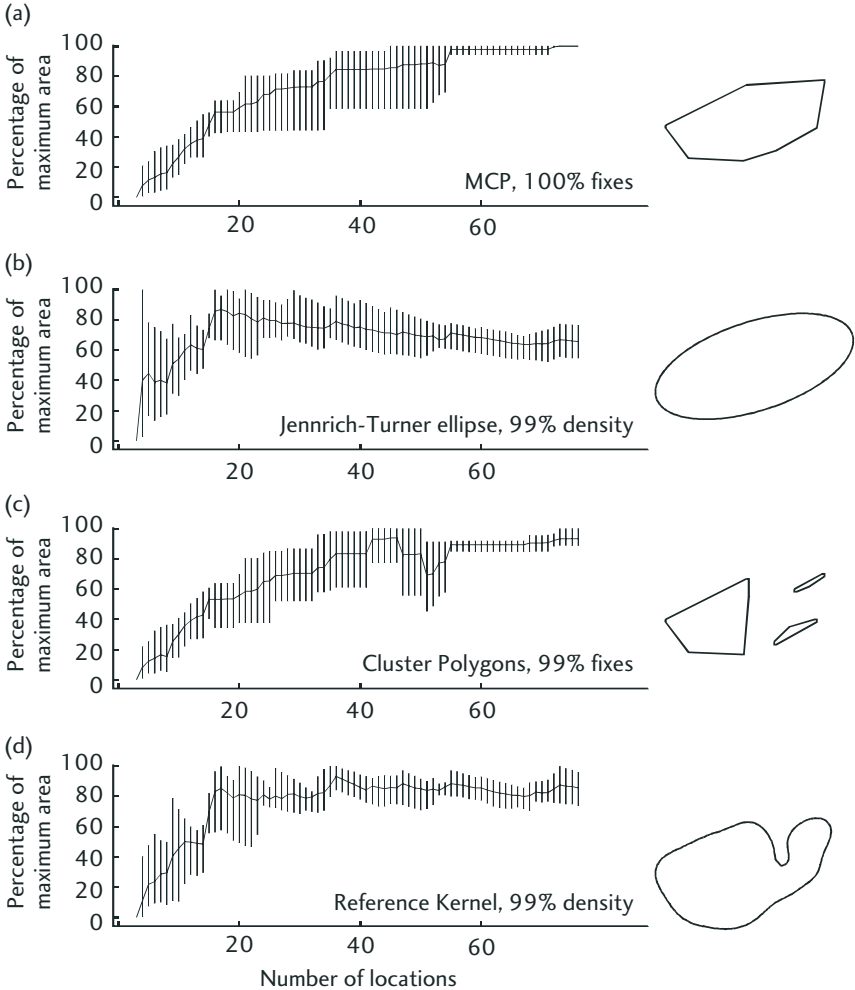 (a)
Percentage of
maximum area
100
80
60
40
20
0
MCP, 100% fixes
20 40 60
(b)
Percentage of
maximum area
100
80
60
40
20
0
Jennrich-Turner ellipse, 99% density
20 40 60
(c)
Percentage of
maximum area
100
80
60
40
20
0
Cluster Polygons, 99% fixes
20 40 60
(d)
Percentage of
maximum area
100
80
60
40
20
0
Reference Kernel, 99% density
20 40 60
Number of locations